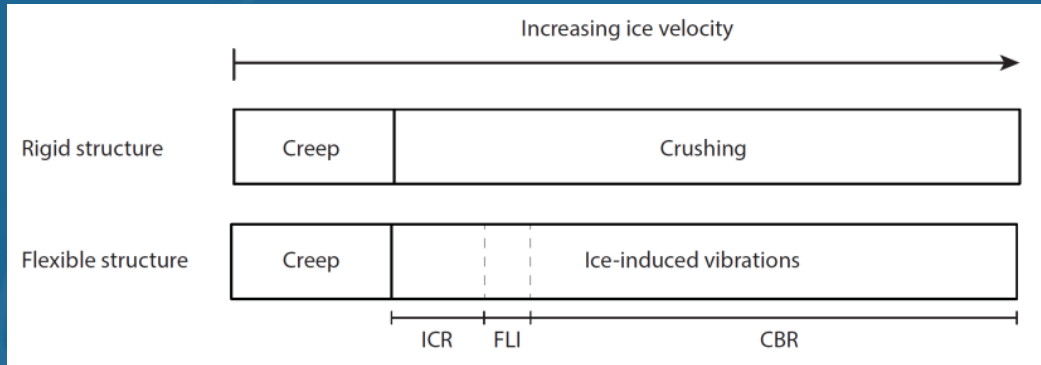 Increasing ice velocity
Rigid structure Creep Crushing
Flexible structure Creep Ice-induced vibrations
ICR FLI CBR